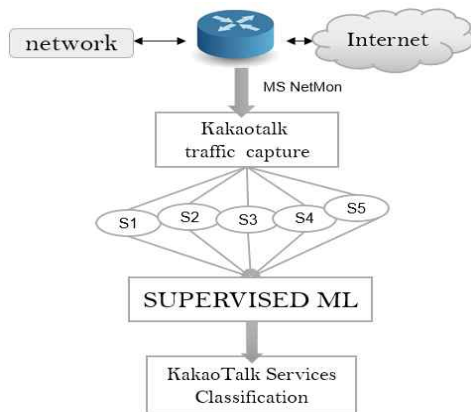 network
Internet
MS NetMon
Kakaotalk
traffic capture
S1
S2
S3
S4
S5
SUPERVISED ML
KakaoTalk Services
Classification